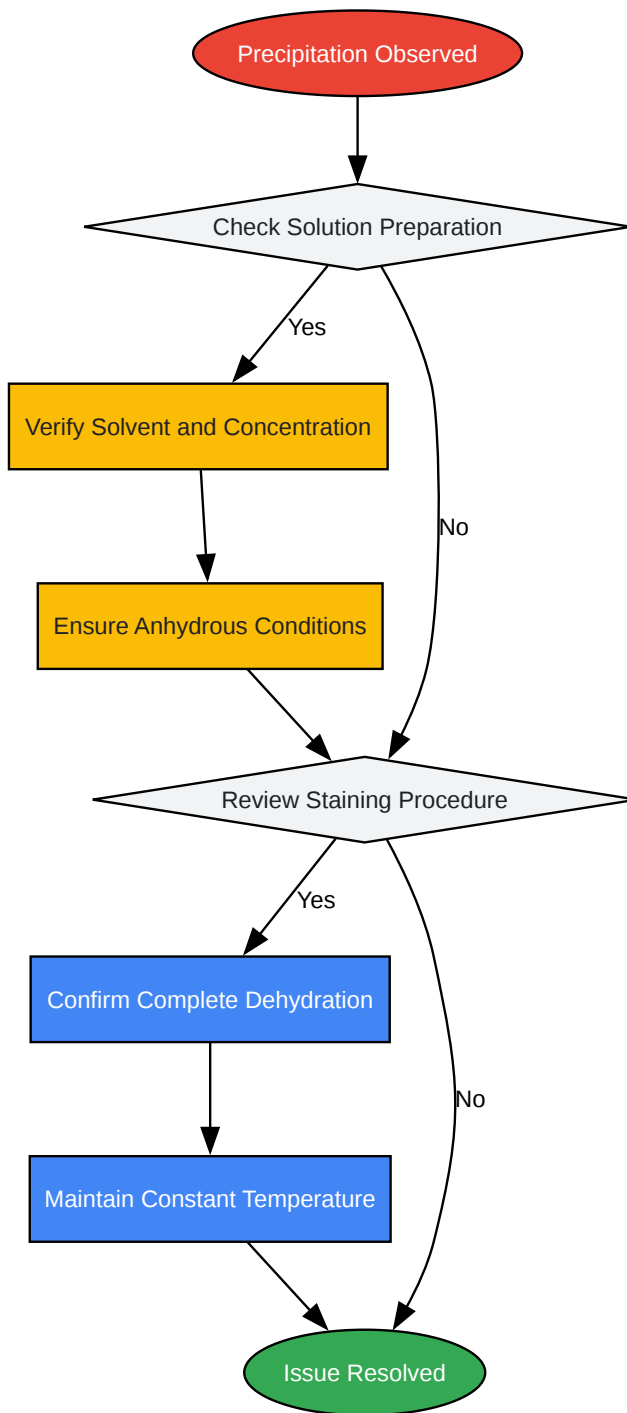 Precipitation Observed
Check Solution Preparation
Yes
Verify Solvent and Concentration
No
Ensure Anhydrous Conditions
Review Staining Procedure
Yes
Confirm Complete Dehydration
No
Maintain Constant Temperature
Issue Resolved